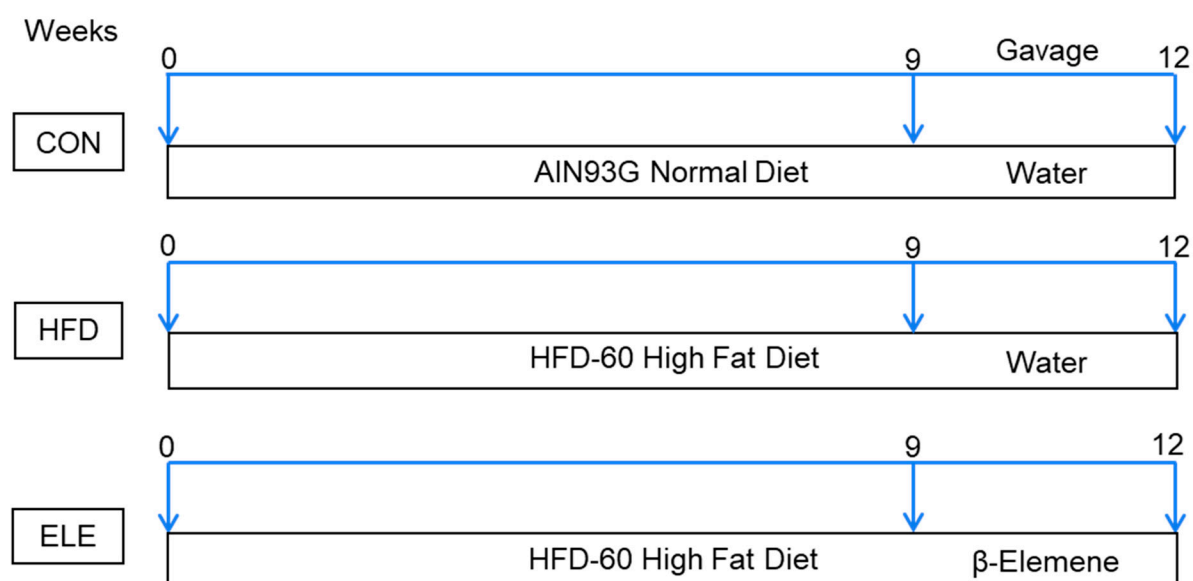 Weeks
0 9 Gavage 12
CON
AIN93G Normal Diet Water
0 9 12
HFD
HFD-60 High Fat Diet Water
0 9 12
ELE
HFD-60 High Fat Diet β-Elemene